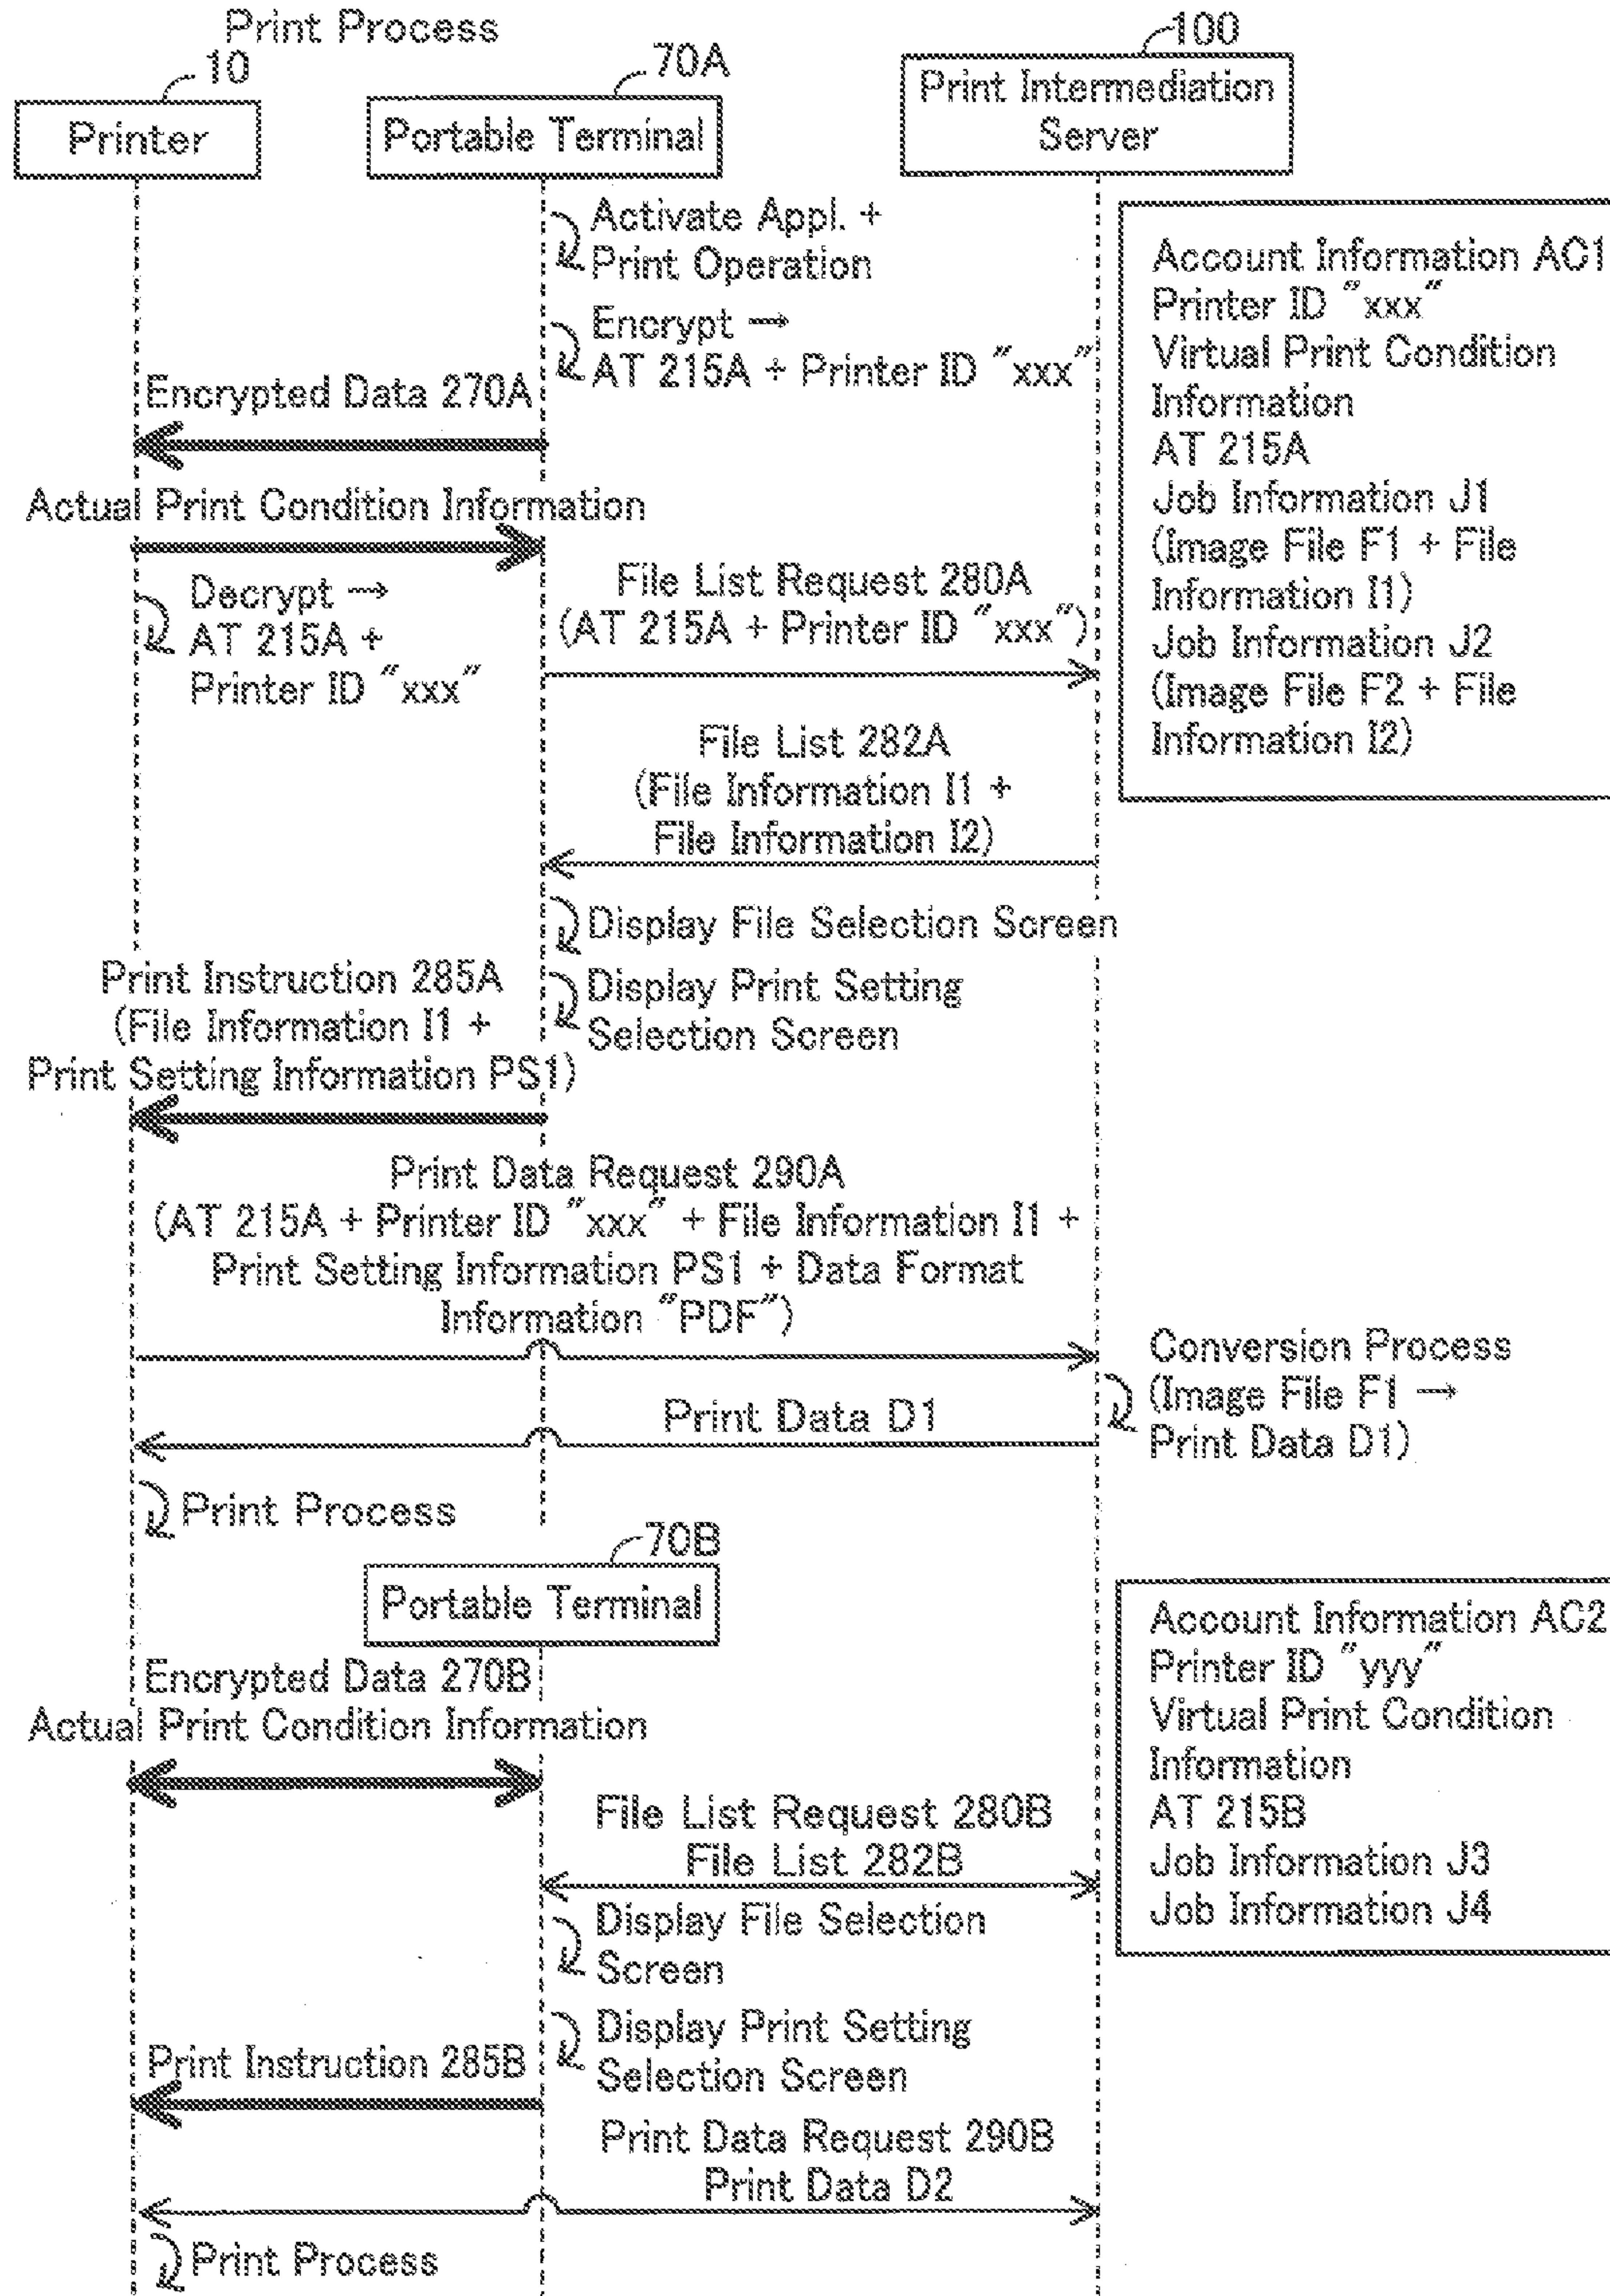 Print Process
10
70A
100
Printer
Portable Terminal
Print Intermediation
Server
Activate Appl. +
Print Operation
Encrypt →
AT 215A + Printer ID "xxx"
Encrypted Data 270A
Account Information AC1
Printer ID "xxx"
Virtual Print Condition
Information
AT 215A
Job Information J1
(Image File F1 + File
Information I1)
Job Information J2
(Image File F2 + File
Information I2)
Actual Print Condition Information
Decrypt →
AT 215A +
Printer ID "xxx"
File List Request 280A
(AT 215A + Printer ID "xxx")
File List 282A
(File Information I1 +
File Information I2)
Display File Selection Screen
Display Print Setting
Selection Screen
Print Instruction 285A
(File Information I1 +
Print Setting Information PS1)
Print Data Request 290A
(AT 215A + Printer ID "xxx" + File Information I1 +
Print Setting Information PS1 + Data Format
Information "PDF")
Conversion Process
(Image File F1 →
Print Data D1)
Print Data D1
Print Process
70B
Portable Terminal
Account Information AC2
Printer ID "yyy"
Virtual Print Condition
Information
AT 215B
Job Information J3
Job Information J4
Encrypted Data 270B
Actual Print Condition Information
File List Request 280B
File List 282B
Display File Selection
Screen
Display Print Setting
Selection Screen
Print Instruction 285B
Print Data Request 290B
Print Data D2
Print Process